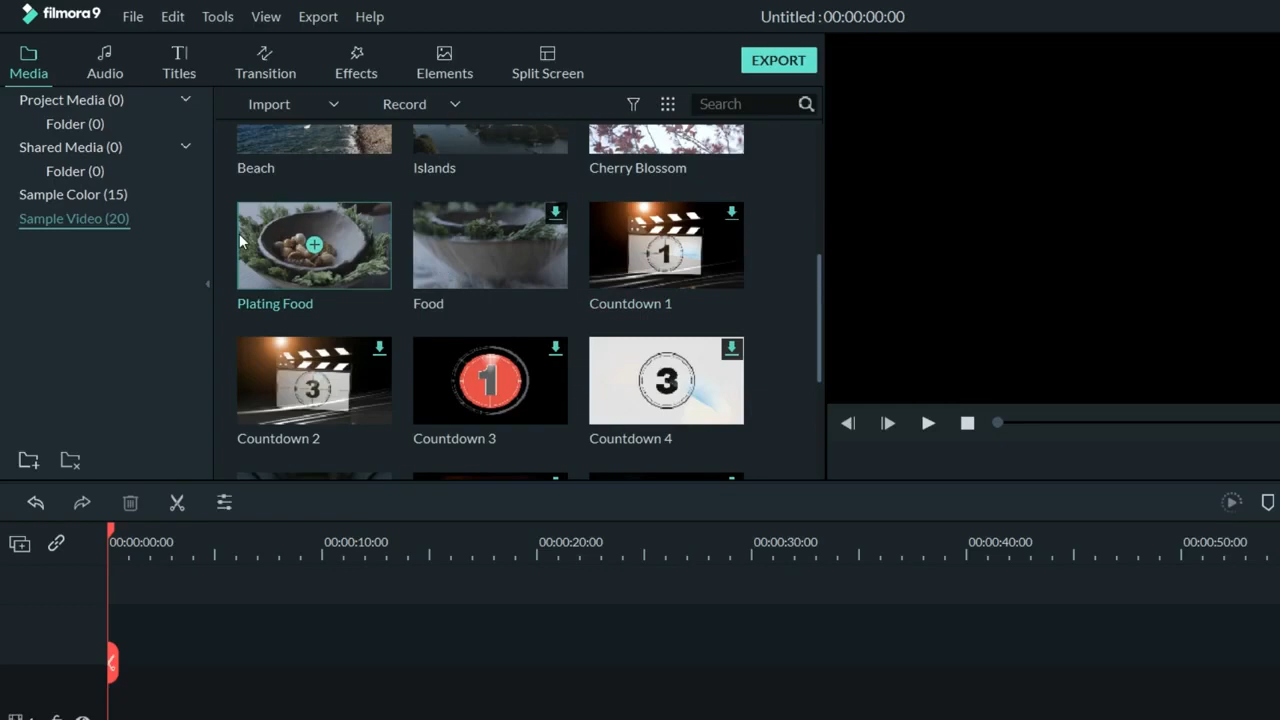 filmora9 File Edit Tools View Export Help Untitled : 00:00:00:00
Media Audio Titles Transition Effects Elements Split Screen EXPORT
Project Media (0) Import Record Search
Folder (0)
Shared Media (0)
Folder (0)
Sample Color (15)
Sample Video (20)
Beach Islands Cherry Blossom
1
Plating Food Food Countdown 1
3 1 3
Countdown 2 Countdown 3 Countdown 4
00:00:00:00 00:00:10:00 00:00:20:00 00:00:30:00 00:00:40:00 00:00:50:00